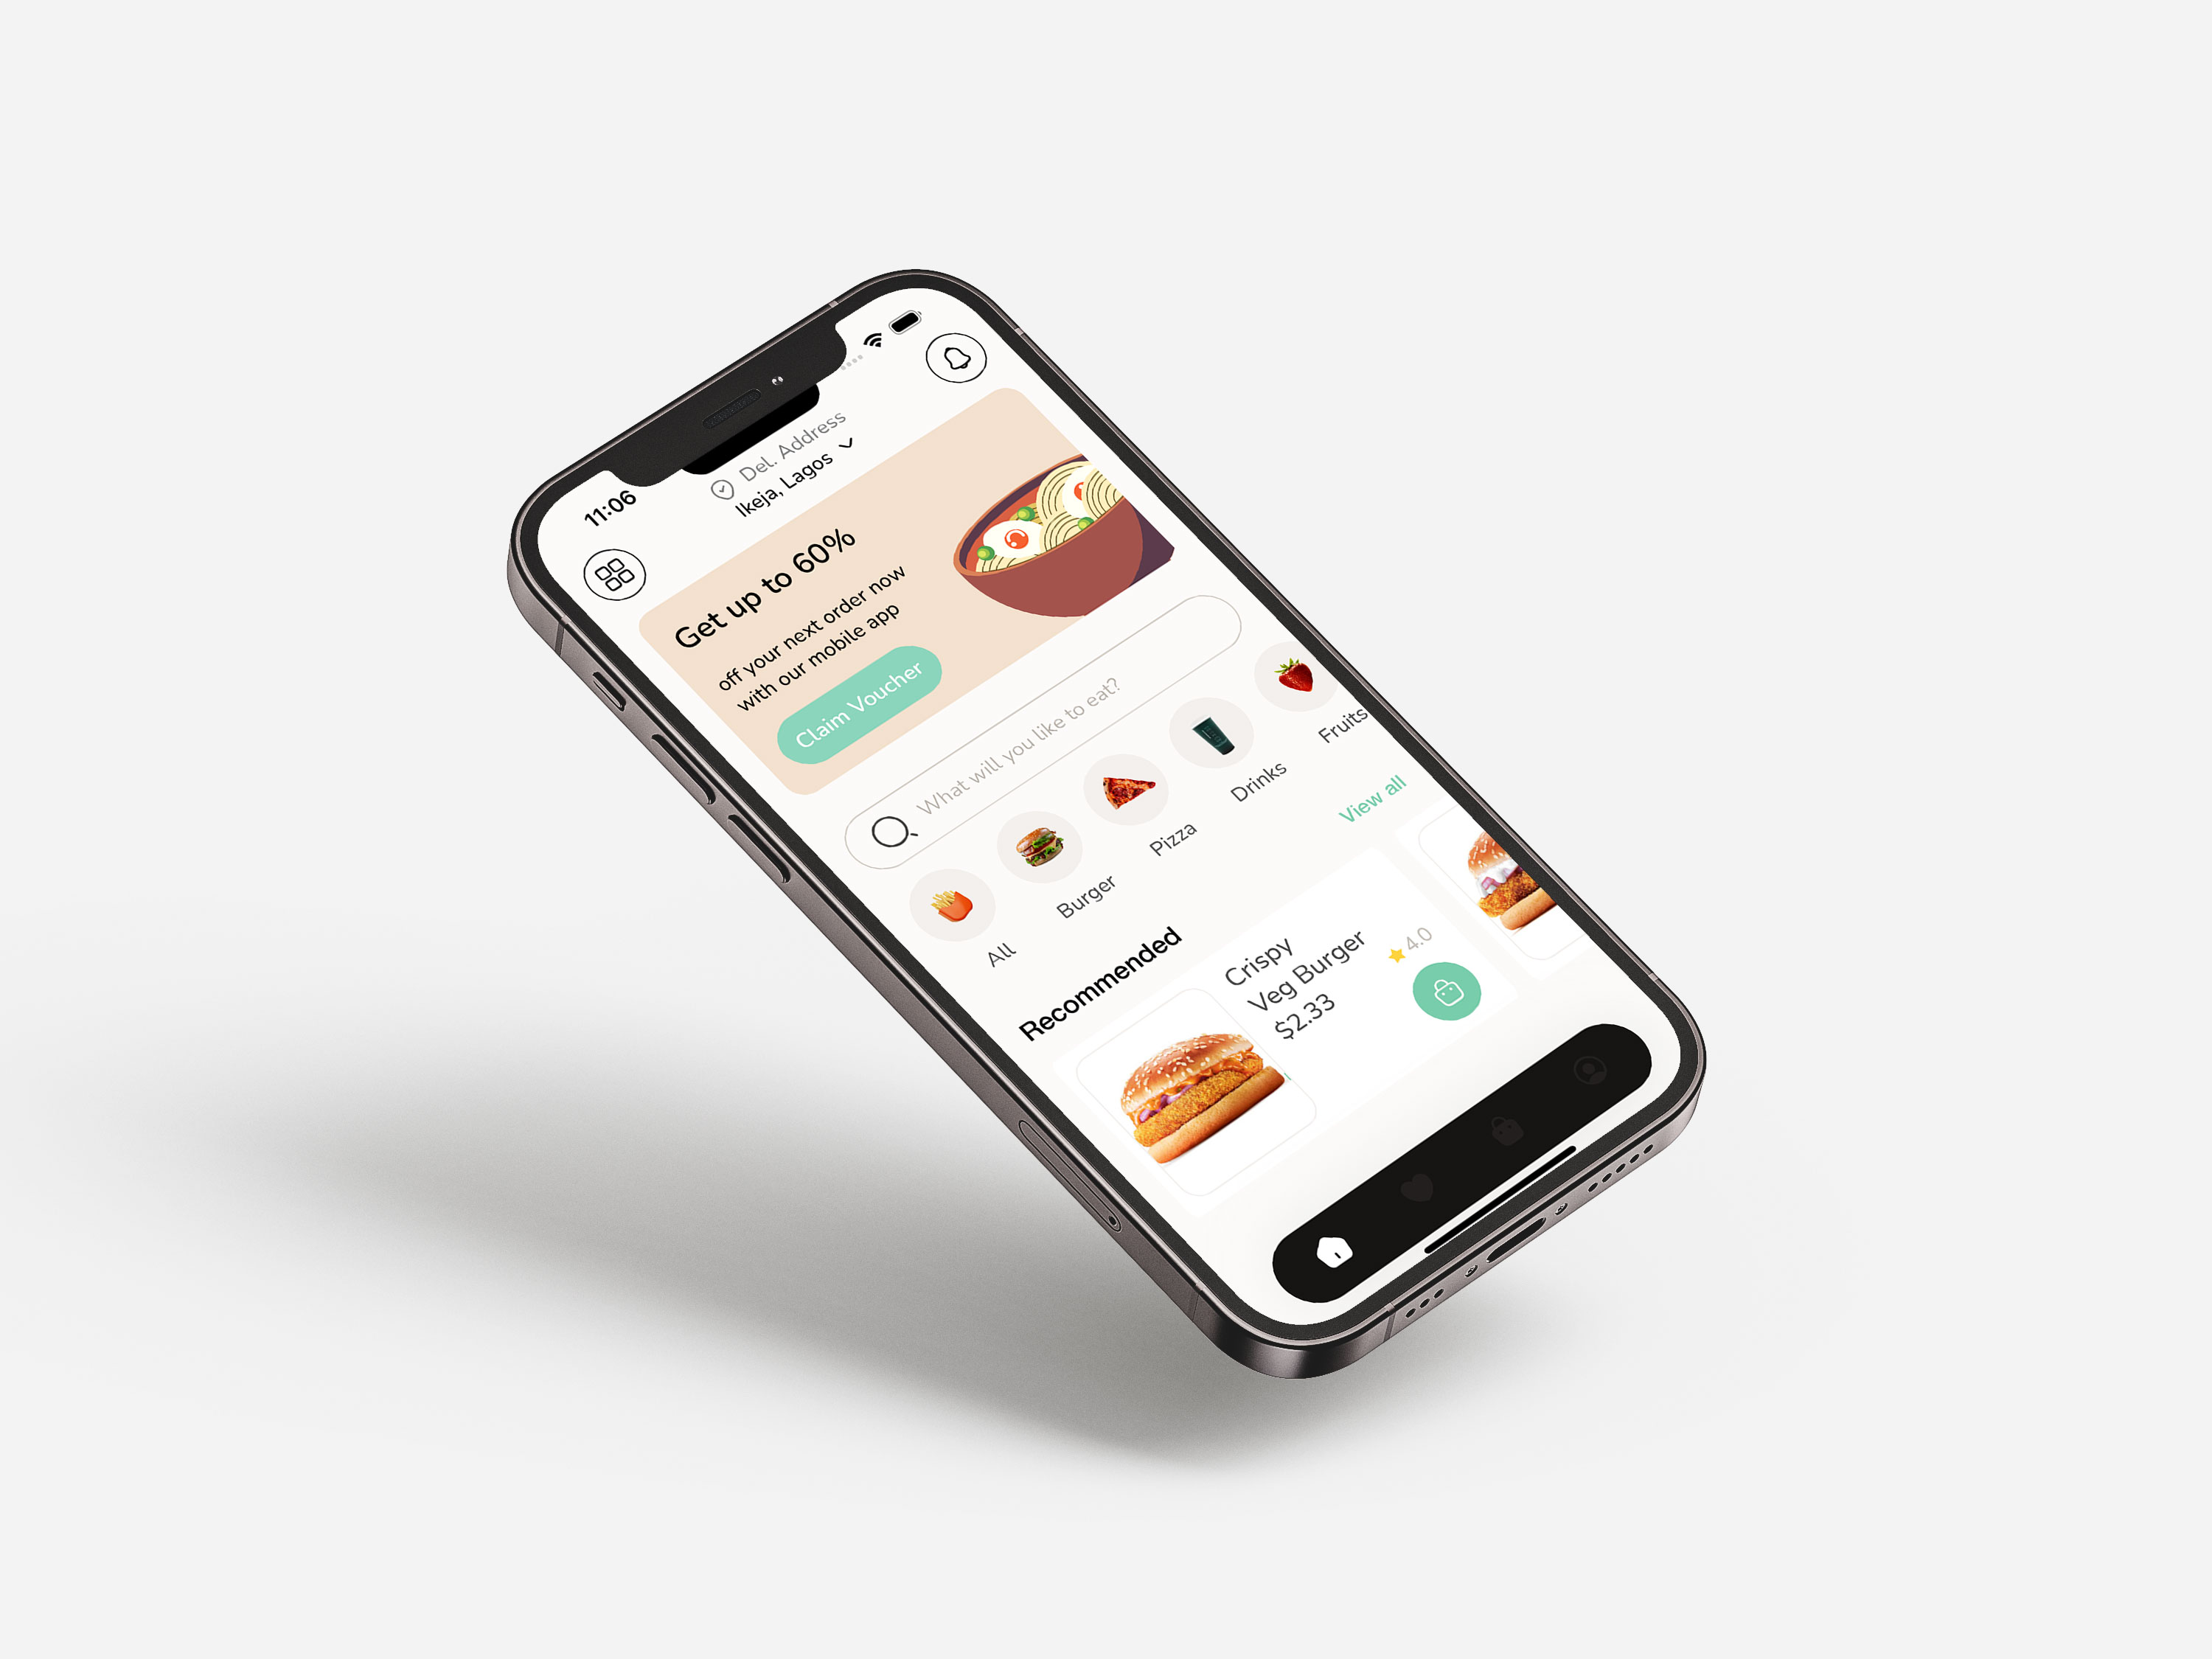 11:06
Del. Address
Ikeja, Lagos
Get up to 60%
off your next order now
with our mobile app
Claim Voucher
What will you like to eat?
All
Burger
Pizza
Drinks
Fruits
Recommended
View all
Crispy
Veg Burger
$2.33
4.0